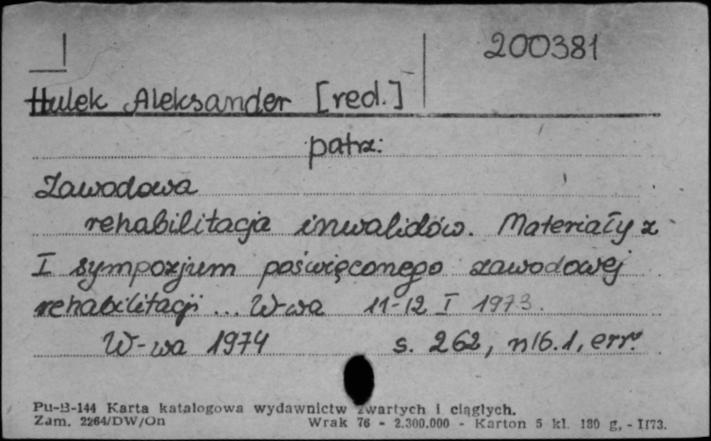 200381
Hulek Aleksander [red.]
patrz:
Zawodowa
rehabilitacja inwalidów. Materiały z
I sympozjum poświęconego zawodowej
rehabilitacji ... W-wa 11-12 I 1973.
W-wa 1974 s. 262, nlb. 1, err.
Pu-B-144 Karta katalogowa wydawnictw zwartych i ciągłych.
Zam. 2264/DW/On Wrak 76 - 2.300.000 - Karton 5 kl. 180 g. - II73.